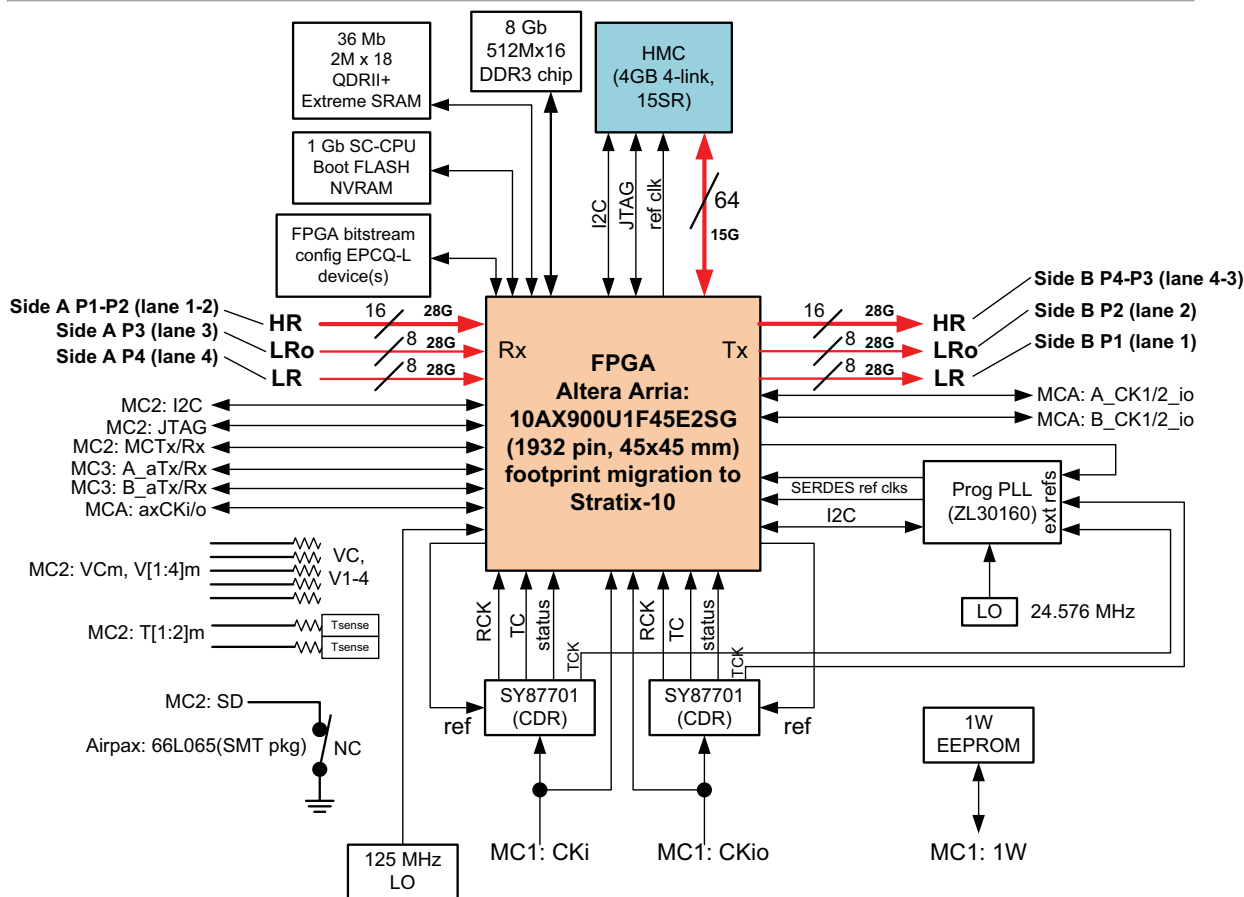 36 Mb
2M x 18
QDRII+
Extreme SRAM
8 Gb
512Mx16
DDR3 chip
HMC
(4GB 4-link,
15SR)
1 Gb SC-CPU
Boot FLASH
NVRAM
FPGA bitstream
config EPCQ-L
device(s)
I2C
JTAG
ref clk
64
15G
Side A P1-P2 (lane 1-2)
HR
16
28G
Side A P3 (lane 3)
LRo
8
28G
Side A P4 (lane 4)
LR
8
28G
Rx
Tx
FPGA
Altera Arria:
10AX900U1F45E2SG
(1932 pin, 45x45 mm)
footprint migration to
Stratix-10
16
28G
HR
Side B P4-P3 (lane 4-3)
8
28G
LRo
Side B P2 (lane 2)
8
28G
LR
Side B P1 (lane 1)
MCA: A_CK1/2_io
MCA: B_CK1/2_io
MC2: I2C
MC2: JTAG
MC2: MCTx/Rx
MC3: A_aTx/Rx
MC3: B_aTx/Rx
MCA: axCKi/o
SERDES ref clks
I2C
Prog PLL
(ZL30160)
ext refs
LO
24.576 MHz
MC2: VCm, V[1:4]m
VC,
V1-4
MC2: T[1:2]m
Tsense
Tsense
MC2: SD
Airpax: 66L065(SMT pkg)
NC
RCK
TC
status
TCK
RCK
TC
status
TCK
SY87701
(CDR)
ref
SY87701
(CDR)
ref
1W
EEPROM
125 MHz
LO
MC1: CKi
MC1: CKio
MC1: 1W